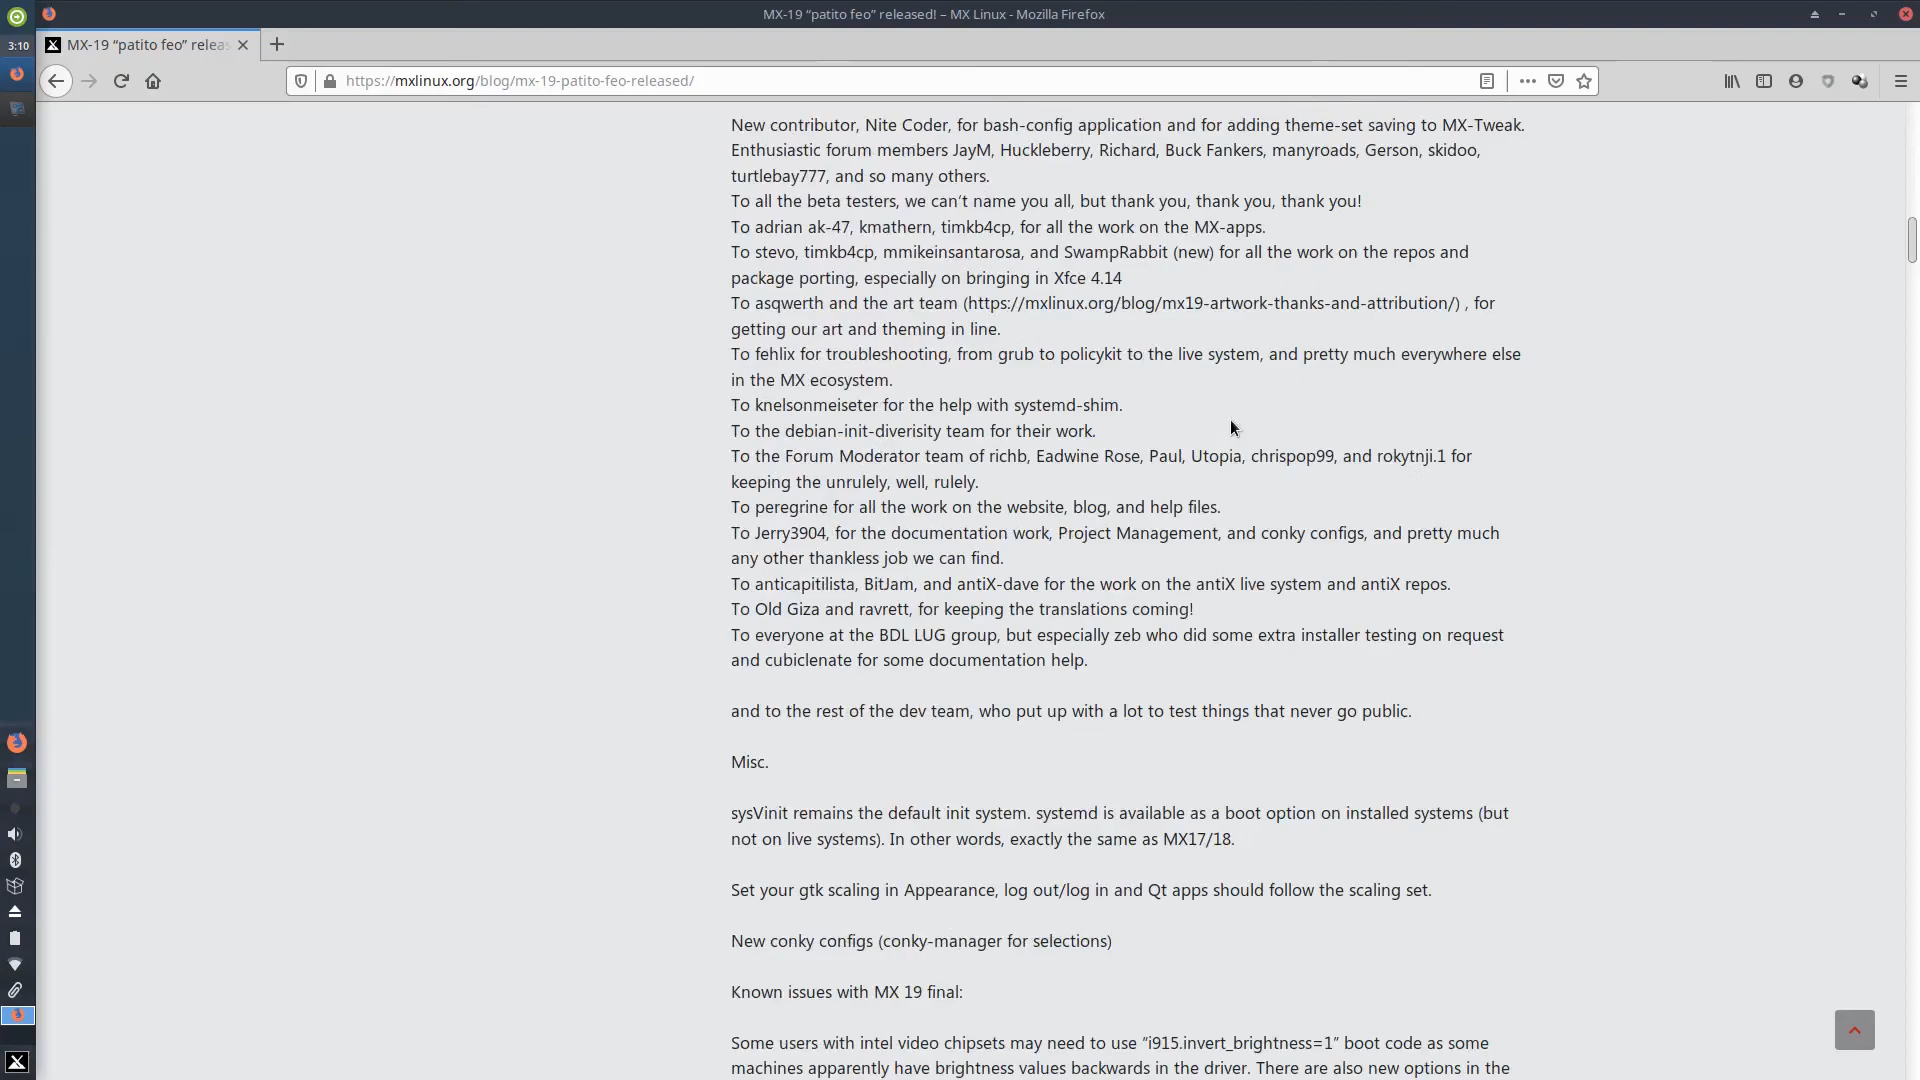 MX-19 “patito feo” released! – MX Linux - Mozilla Firefox
3:10
MX-19 “patito feo” releas
https://mxlinux.org/blog/mx-19-patito-feo-released/
New contributor, Nite Coder, for bash-config application and for adding theme-set saving to MX-Tweak.
Enthusiastic forum members JayM, Huckleberry, Richard, Buck Fankers, manyroads, Gerson, skidoo,
turtlebay777, and so many others.
To all the beta testers, we can’t name you all, but thank you, thank you, thank you!
To adrian ak-47, kmathern, timkb4cp, for all the work on the MX-apps.
To stevo, timkb4cp, mmikeinsantarosa, and SwampRabbit (new) for all the work on the repos and
package porting, especially on bringing in Xfce 4.14
To asqwerth and the art team (https://mxlinux.org/blog/mx19-artwork-thanks-and-attribution/) , for
getting our art and theming in line.
To fehlix for troubleshooting, from grub to policykit to the live system, and pretty much everywhere else
in the MX ecosystem.
To knelsonmeiseter for the help with systemd-shim.
To the debian-init-diverisity team for their work.
To the Forum Moderator team of richb, Eadwine Rose, Paul, Utopia, chrispop99, and rokytnji.1 for
keeping the unrulely, well, rulely.
To peregrine for all the work on the website, blog, and help files.
To Jerry3904, for the documentation work, Project Management, and conky configs, and pretty much
any other thankless job we can find.
To anticapitilista, BitJam, and antiX-dave for the work on the antiX live system and antiX repos.
To Old Giza and ravrett, for keeping the translations coming!
To everyone at the BDL LUG group, but especially zeb who did some extra installer testing on request
and cubiclenate for some documentation help.
and to the rest of the dev team, who put up with a lot to test things that never go public.
Misc.
sysVinit remains the default init system. systemd is available as a boot option on installed systems (but
not on live systems). In other words, exactly the same as MX17/18.
Set your gtk scaling in Appearance, log out/log in and Qt apps should follow the scaling set.
New conky configs (conky-manager for selections)
Known issues with MX 19 final:
Some users with intel video chipsets may need to use “i915.invert_brightness=1” boot code as some
machines apparently have brightness values backwards in the driver. There are also new options in the